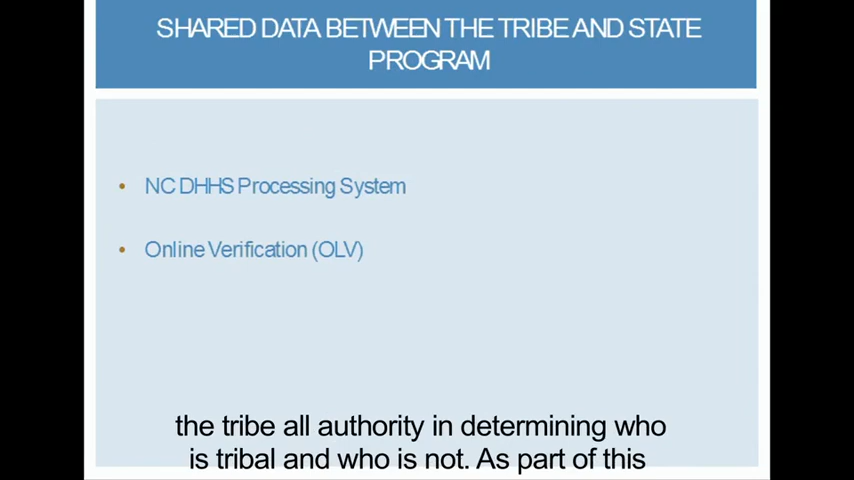 SHARED DATA BETWEEN THE TRIBE AND STATE
PROGRAM
• NC DHHS Processing System
• Online Verification (OLV)
the tribe all authority in determining who
is tribal and who is not. As part of this